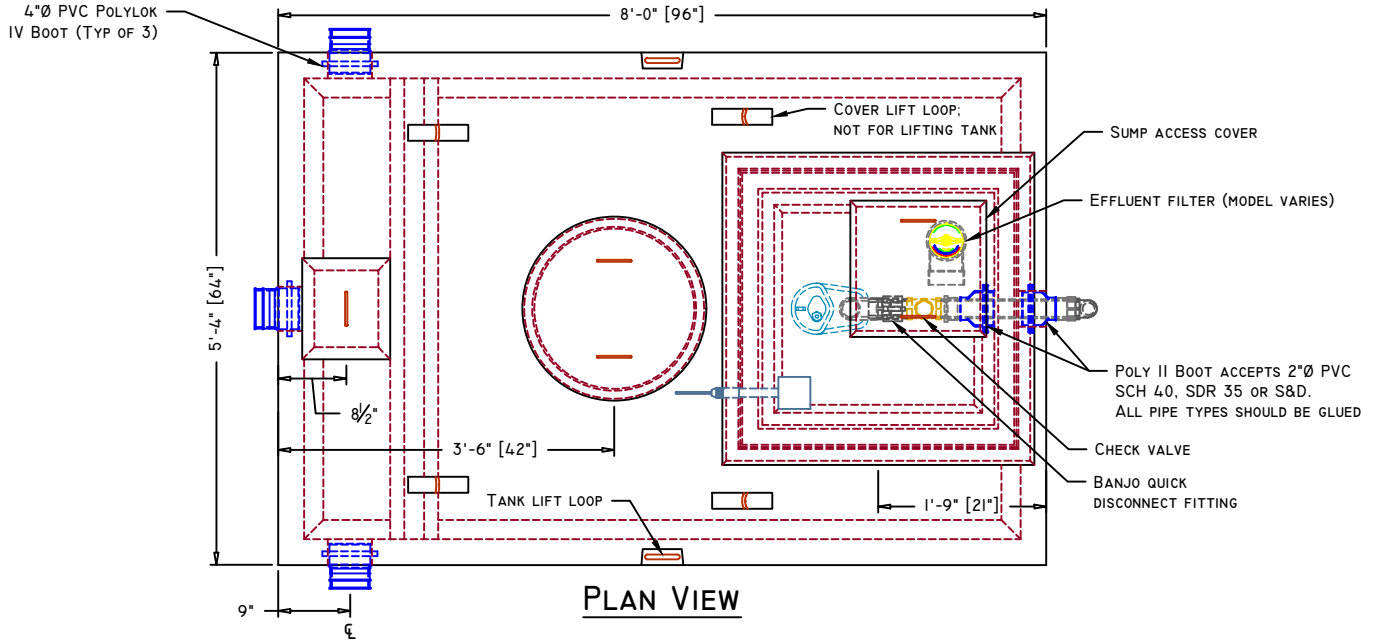 4"Ø PVC POLYLOK
IV BOOT (TYP OF 3)
8'-0" [96"]
COVER LIFT LOOP;
NOT FOR LIFTING TANK
SUMP ACCESS COVER
EFFLUENT FILTER (MODEL VARIES)
5'-4" [64"]
8½"
POLY II BOOT ACCEPTS 2"Ø PVC
SCH 40, SDR 35 OR S&D.
ALL PIPE TYPES SHOULD BE GLUED
3'-6" [42"]
CHECK VALVE
BANJO QUICK
DISCONNECT FITTING
TANK LIFT LOOP
1'-9" [21"]
9"
℄
PLAN VIEW